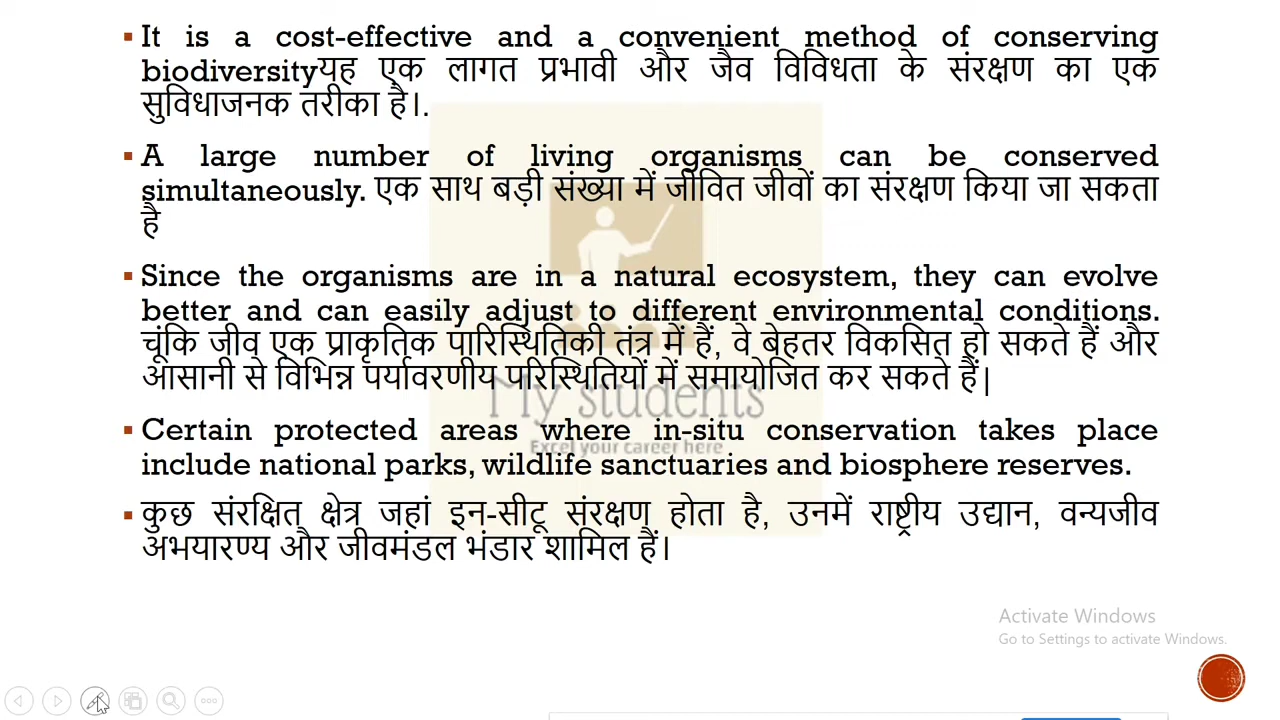 It is a cost-effective and a convenient method of conserving
biodiversityयह एक लागत प्रभावी और जैव विविधता के संरक्षण का एक
सुविधाजनक तरीका है।.
A large number of living organisms can be conserved
simultaneously. एक साथ बड़ी संख्या में जीवित जीवों का संरक्षण किया जा सकता
है
Since the organisms are in a natural ecosystem, they can evolve
better and can easily adjust to different environmental conditions.
चूंकि जीव एक प्राकृतिक पारिस्थितिकी तंत्र में हैं, वे बेहतर विकसित हो सकते हैं और
आसानी से विभिन्न पर्यावरणीय परिस्थितियों में समायोजित कर सकते हैं|
My students
Certain protected areas where in-situ conservation takes place
Excel your career here
include national parks, wildlife sanctuaries and biosphere reserves.
कुछ संरक्षित क्षेत्र जहां इन-सीटू संरक्षण होता है, उनमें राष्ट्रीय उद्यान, वन्यजीव
अभयारण्य और जीवमंडल भंडार शामिल हैं।
Activate Windows
Go to Settings to activate Windows.